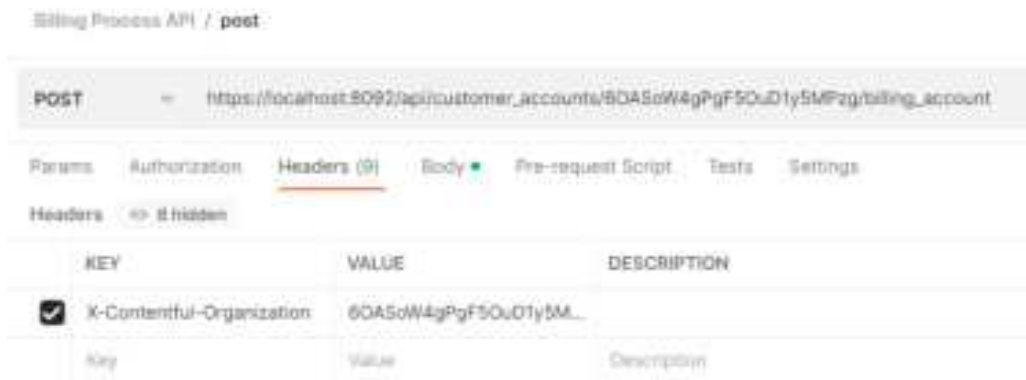 Billing Process API / post
POST https://localhost:8092/api/customer_accounts/6OASoW4gPgF5OuD1y5MPzg/billing_account
Params Authorization Headers (9) Body Pre-request Script Tests Settings
Headers 8 hidden
KEY VALUE DESCRIPTION
X-Contentful-Organization 6OASoW4gPgF5OuD1y5M...
Key Value Description